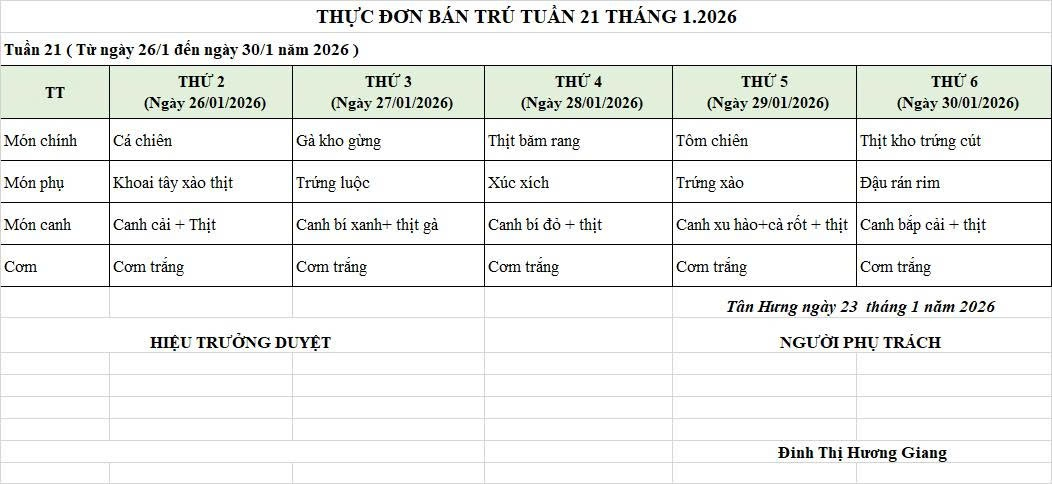 THỰC ĐƠN BÁN TRÚ TUẦN 21 THÁNG 1.2026
Tuần 21 ( Từ ngày 26/1 đến ngày 30/1 năm 2026 )
TT THỨ 2 THỨ 3 THỨ 4 THỨ 5 THỨ 6
(Ngày 26/01/2026) (Ngày 27/01/2026) (Ngày 28/01/2026) (Ngày 29/01/2026) (Ngày 30/01/2026)
Món chính Cá chiên Gà kho gừng Thịt băm rang Tôm chiên Thịt kho trứng cút
Món phụ Khoai tây xào thịt Trứng luộc Xúc xích Trứng xào Đậu rán rim
Món canh Canh cải + Thịt Canh bí xanh+ thịt gà Canh bí đỏ + thịt Canh xu hào+cà rốt + thịt Canh bắp cải + thịt
Cơm Cơm trắng Cơm trắng Cơm trắng Cơm trắng Cơm trắng
Tân Hưng ngày 23 tháng 1 năm 2026
HIỆU TRƯỞNG DUYỆT NGƯỜI PHỤ TRÁCH
Đinh Thị Hương Giang